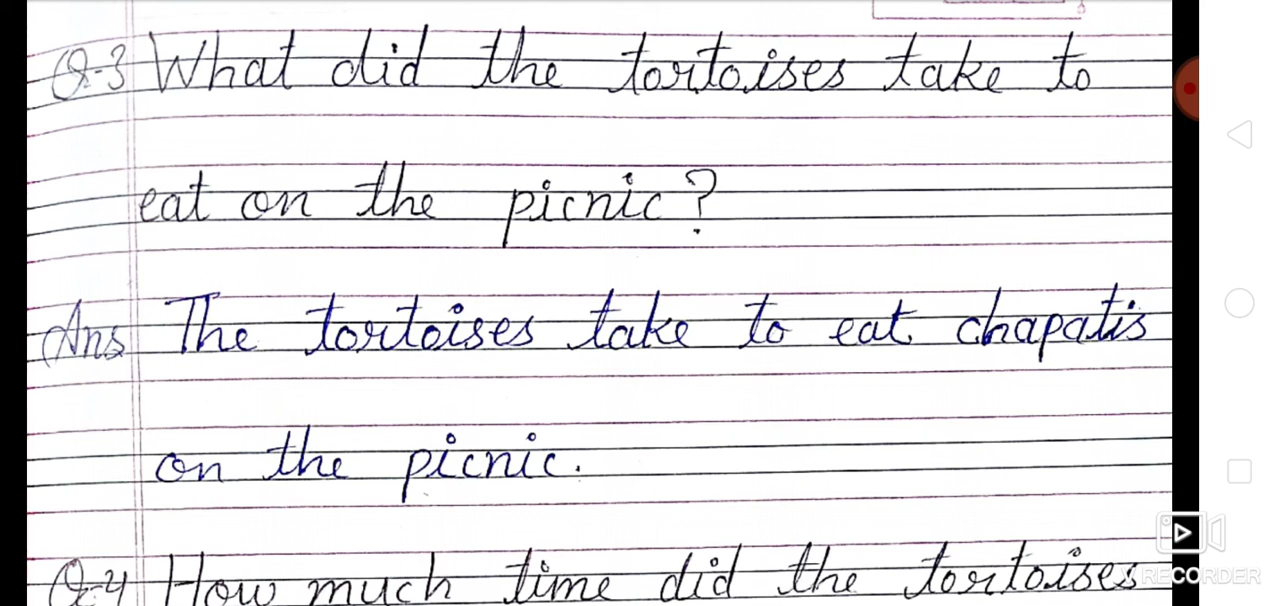 Q-3 What did the tortoises take to
eat on the picnic?
Ans The tortoises take to eat chapatis
on the picnic.
Q-4 How much time did the tortoises
RECORDER